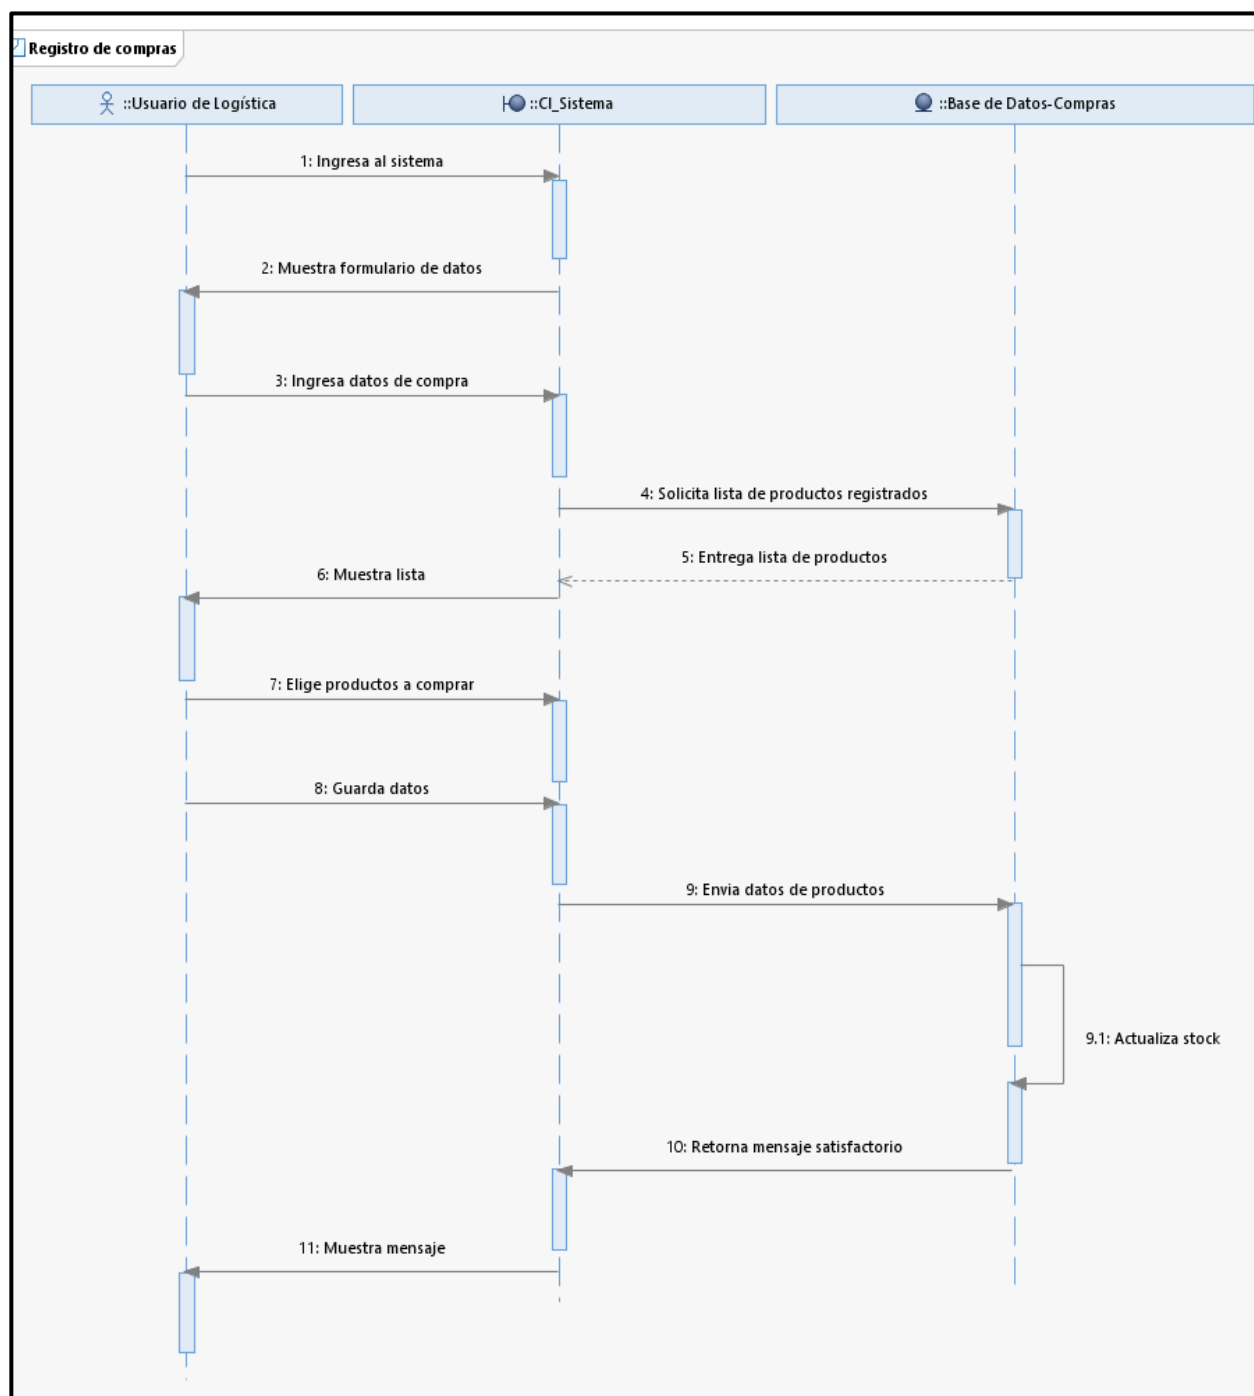 Registro de compras
::Usuario de Logística
::CI_Sistema
::Base de Datos-Compras
1: Ingresa al sistema
2: Muestra formulario de datos
3: Ingresa datos de compra
4: Solicita lista de productos registrados
5: Entrega lista de productos
6: Muestra lista
7: Elige productos a comprar
8: Guarda datos
9: Envia datos de productos
9.1: Actualiza stock
10: Retorna mensaje satisfactorio
11: Muestra mensaje